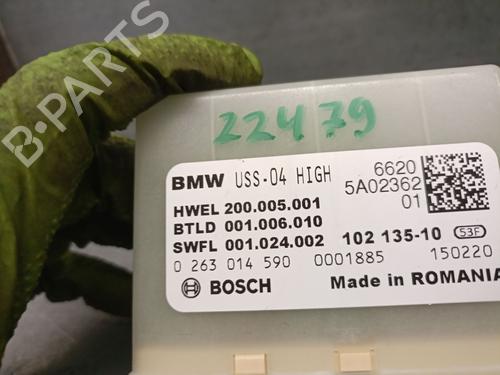 22479
BMW USS-04 HIGH 6620
5A02362
01
HWEL 200.005.001
BTLD 001.006.010
SWFL 001.024.002 102 135-10 S3F
0 263 014 590 0001885 150220
BOSCH Made in ROMANIA
B-PARTS